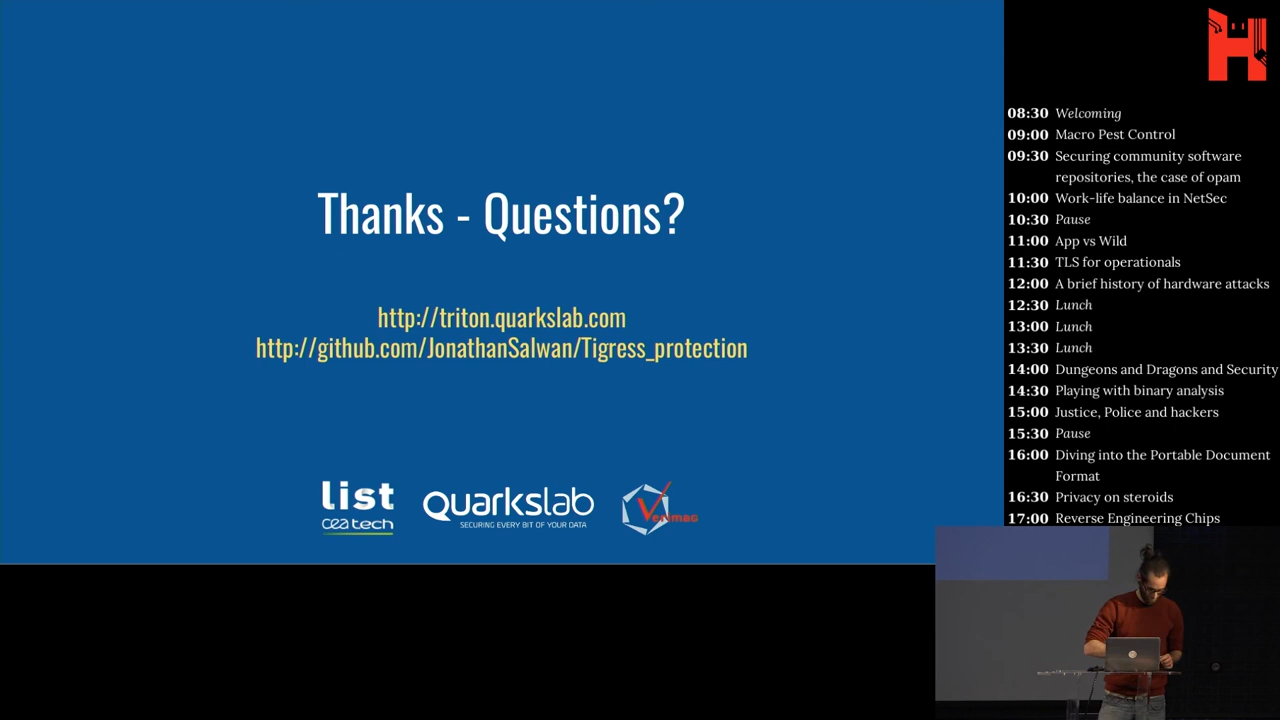 Thanks - Questions?
http://triton.quarkslab.com
http://github.com/JonathanSalwan/Tigress_protection
list
ceatech
Quarkslab
SECURING EVERY BIT OF YOUR DATA
Verimag
08:30 Welcoming
09:00 Macro Pest Control
09:30 Securing community software
repositories, the case of opam
10:00 Work-life balance in NetSec
10:30 Pause
11:00 App vs Wild
11:30 TLS for operationals
12:00 A brief history of hardware attacks
12:30 Lunch
13:00 Lunch
13:30 Lunch
14:00 Dungeons and Dragons and Security
14:30 Playing with binary analysis
15:00 Justice, Police and hackers
15:30 Pause
16:00 Diving into the Portable Document
Format
16:30 Privacy on steroids
17:00 Reverse Engineering Chips